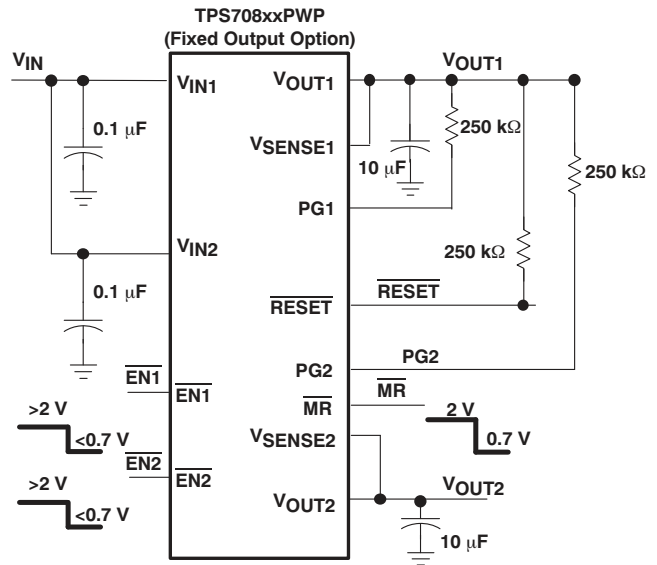 TPS708xxPWP
(Fixed Output Option)
VIN
VIN1
VOUT1
VOUT1
0.1 μF
VSENSE1
10 μF
250 kΩ
250 kΩ
PG1
VIN2
250 kΩ
0.1 μF
RESET
RESET
PG2
PG2
EN1
EN1
MR
MR
>2 V
<0.7 V
2 V
0.7 V
VSENSE2
EN2
EN2
>2 V
<0.7 V
VOUT2
VOUT2
10 μF